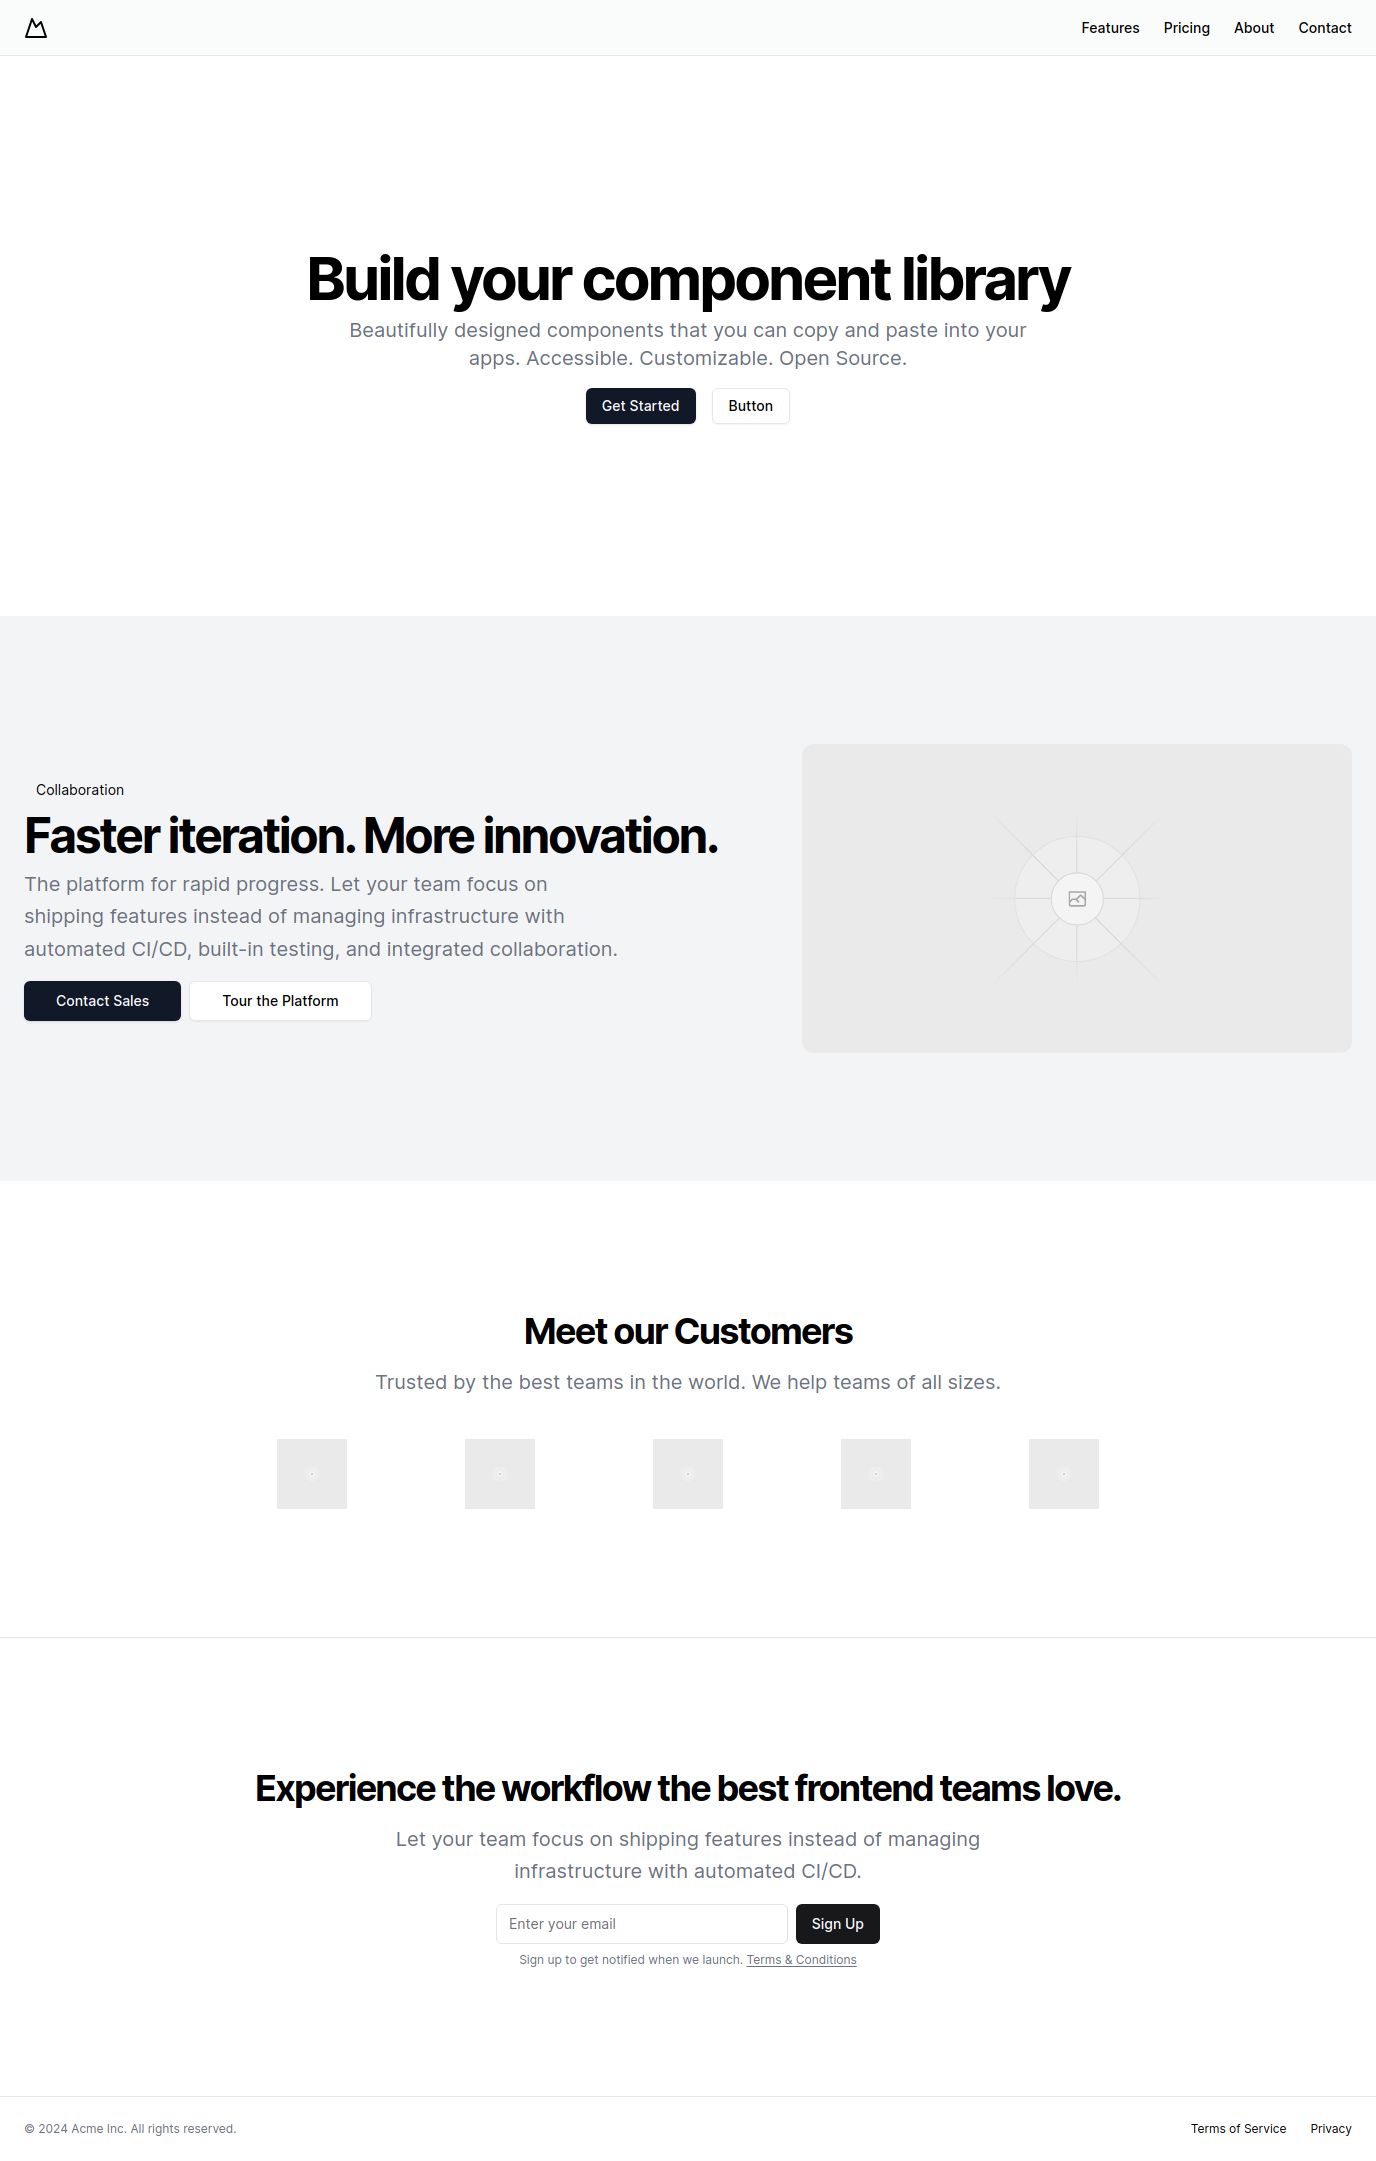 Features Pricing About Contact
Build your component library
Beautifully designed components that you can copy and paste into your
apps. Accessible. Customizable. Open Source.
Get Started Button
Collaboration
Faster iteration. More innovation.
The platform for rapid progress. Let your team focus on
shipping features instead of managing infrastructure with
automated CI/CD, built-in testing, and integrated collaboration.
Contact Sales Tour the Platform
Meet our Customers
Trusted by the best teams in the world. We help teams of all sizes.
Experience the workflow the best frontend teams love.
Let your team focus on shipping features instead of managing
infrastructure with automated CI/CD.
Enter your email Sign Up
Sign up to get notified when we launch. Terms & Conditions
© 2024 Acme Inc. All rights reserved. Terms of Service Privacy